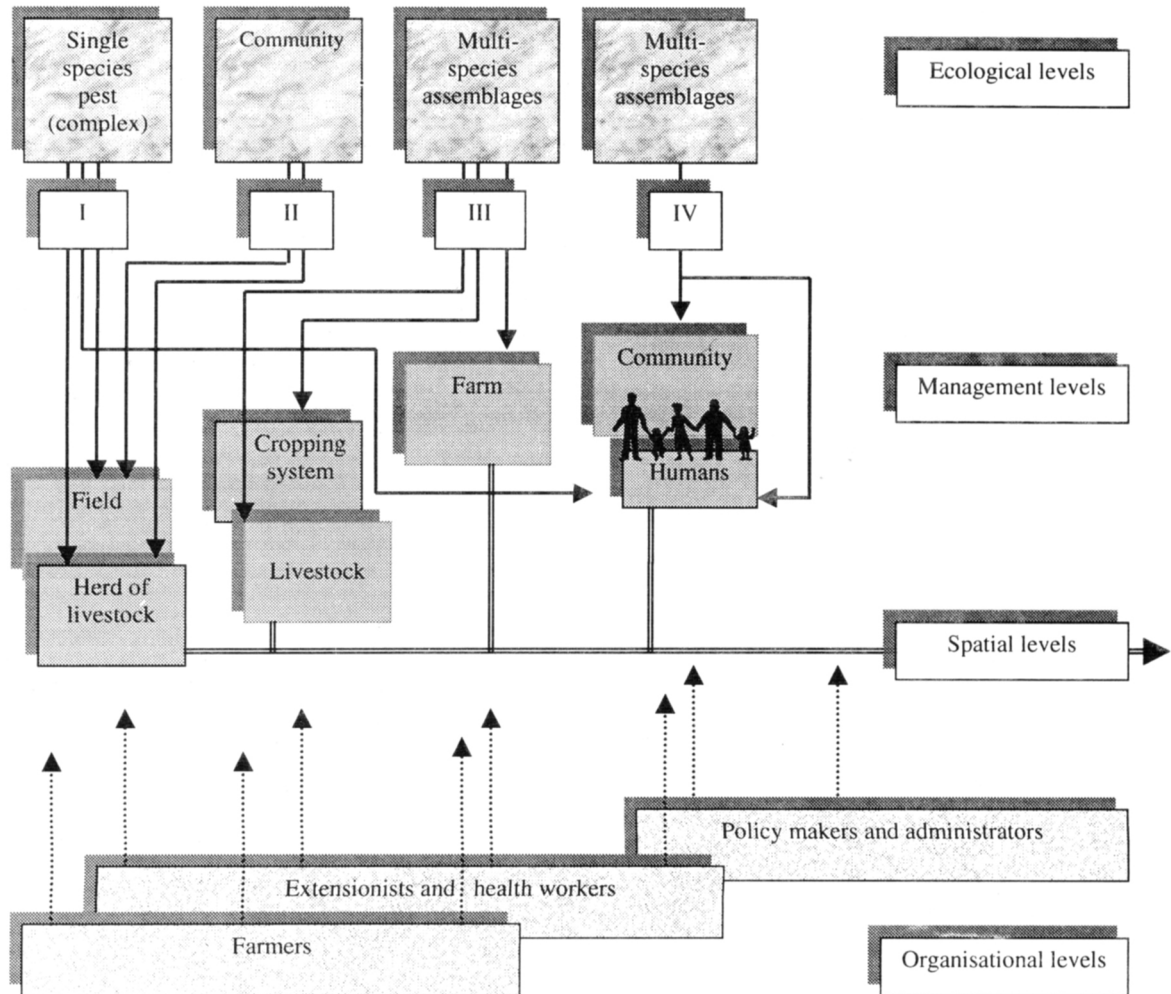 Single
species
pest
(complex)
Community
Multi-
species
assemblages
Multi-
species
assemblages
Ecological levels
I
II
III
IV
Community
Management levels
Farm
Cropping
system
Humans
Field
Livestock
Herd of
livestock
Spatial levels
Policy makers and administrators
Extensionists and health workers
Farmers
Organisational levels